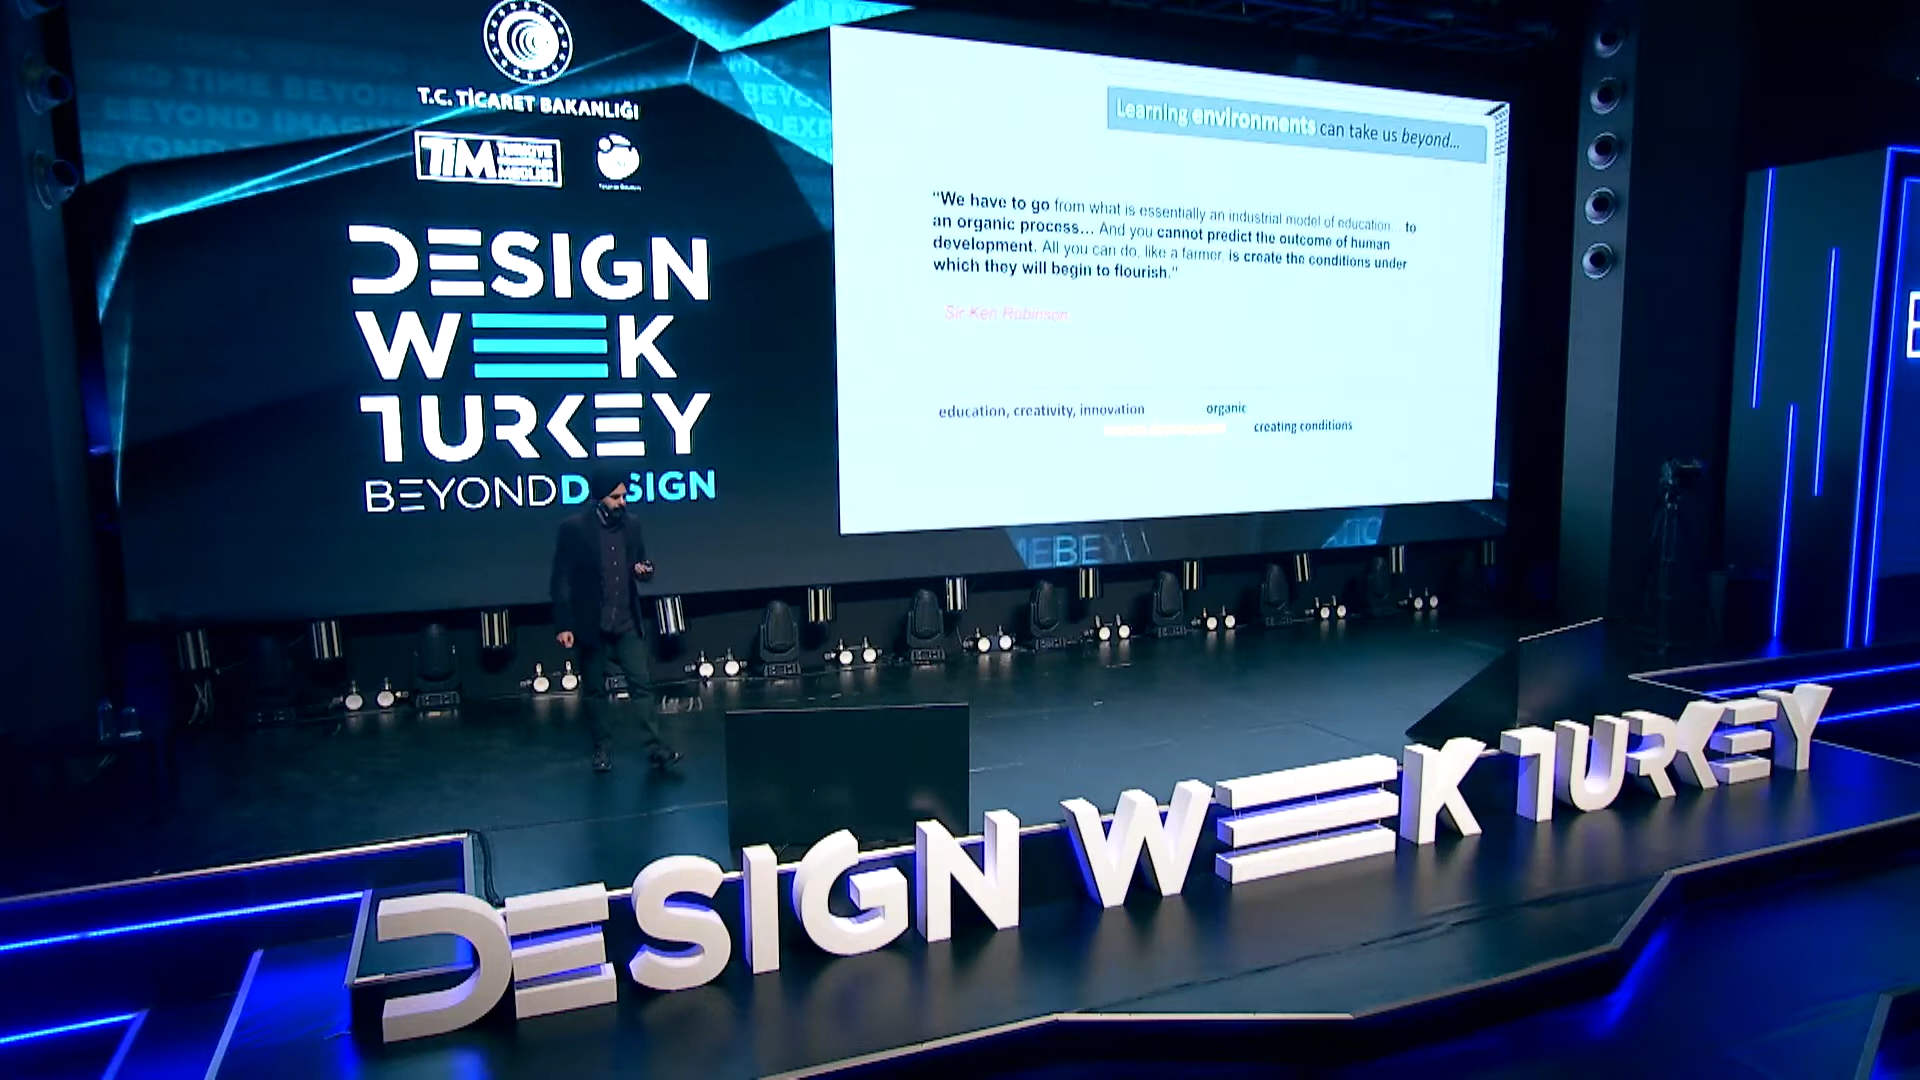 T.C. TİCARET BAKANLIĞI
TİM
DESIGN
WEEK
TURKEY
BEYONDDESIGN
Learning environments can take us beyond...
"We have to go from what is essentially an industrial model of education... to
an organic process... And you cannot predict the outcome of human
development. All you can do, like a farmer, is create the conditions under
which they will begin to flourish."
Sir Ken Robinson
education, creativity, innovation organic
creating conditions
DESIGN WEEK TURKEY